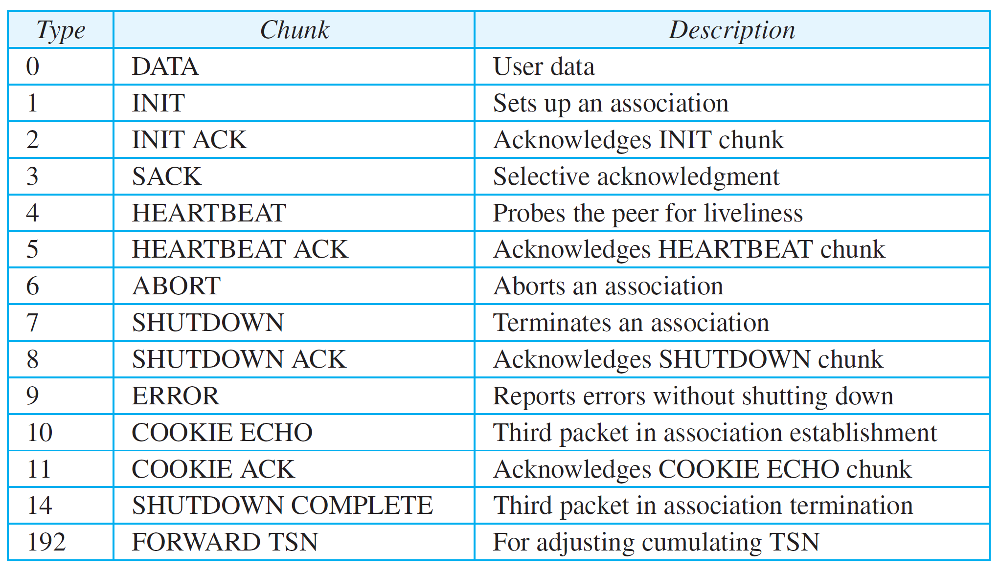 Type Chunk Description
0 DATA User data
1 INIT Sets up an association
2 INIT ACK Acknowledges INIT chunk
3 SACK Selective acknowledgment
4 HEARTBEAT Probes the peer for liveliness
5 HEARTBEAT ACK Acknowledges HEARTBEAT chunk
6 ABORT Aborts an association
7 SHUTDOWN Terminates an association
8 SHUTDOWN ACK Acknowledges SHUTDOWN chunk
9 ERROR Reports errors without shutting down
10 COOKIE ECHO Third packet in association establishment
11 COOKIE ACK Acknowledges COOKIE ECHO chunk
14 SHUTDOWN COMPLETE Third packet in association termination
192 FORWARD TSN For adjusting cumulating TSN